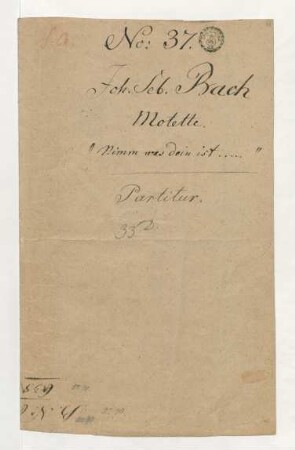 No: 37.
Joh. Seb. Bach
Motette.
"Nimm was dein ist ....."
Partitur.